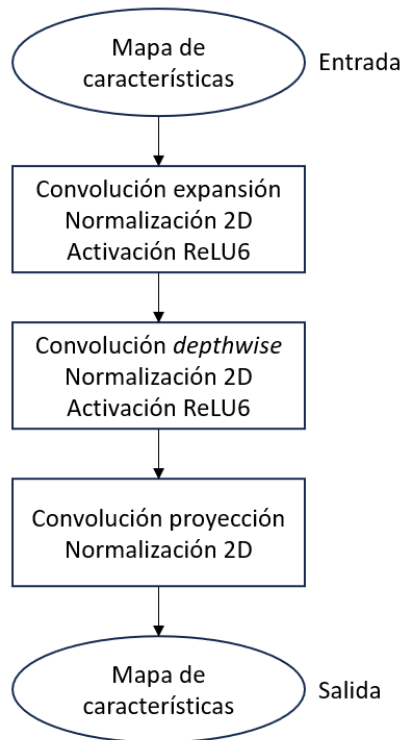 Mapa de
características
Entrada
Convolución expansión
Normalización 2D
Activación ReLU6
Convolución depthwise
Normalización 2D
Activación ReLU6
Convolución proyección
Normalización 2D
Mapa de
características
Salida